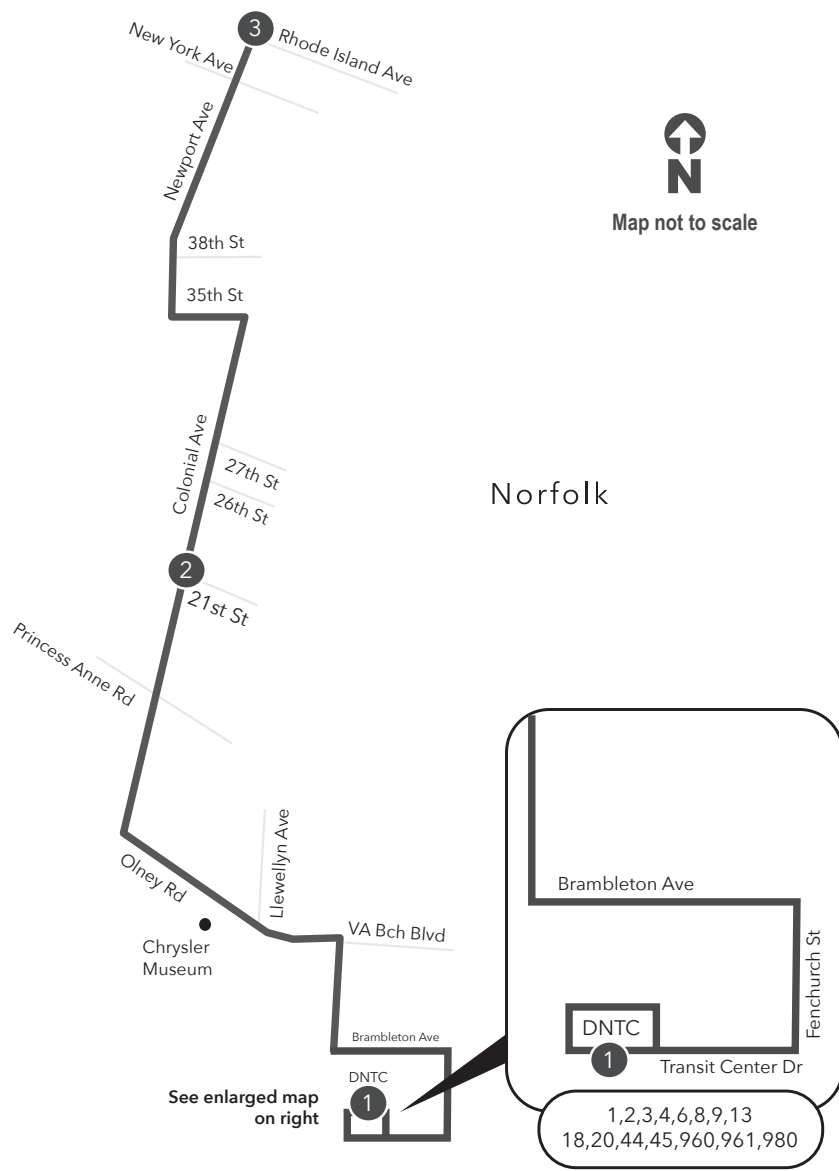 3
Rhode Island Ave
New York Ave
Newport Ave
N
Map not to scale
38th St
35th St
Colonial Ave
27th St
26th St
Norfolk
2
21st St
Princess Anne Rd
Llewellyn Ave
Olney Rd
Chrysler
Museum
VA Bch Blvd
Brambleton Ave
DNTC
1
See enlarged map
on right
Brambleton Ave
Fenchurch St
DNTC
1
Transit Center Dr
1,2,3,4,6,8,9,13
18,20,44,45,960,961,980